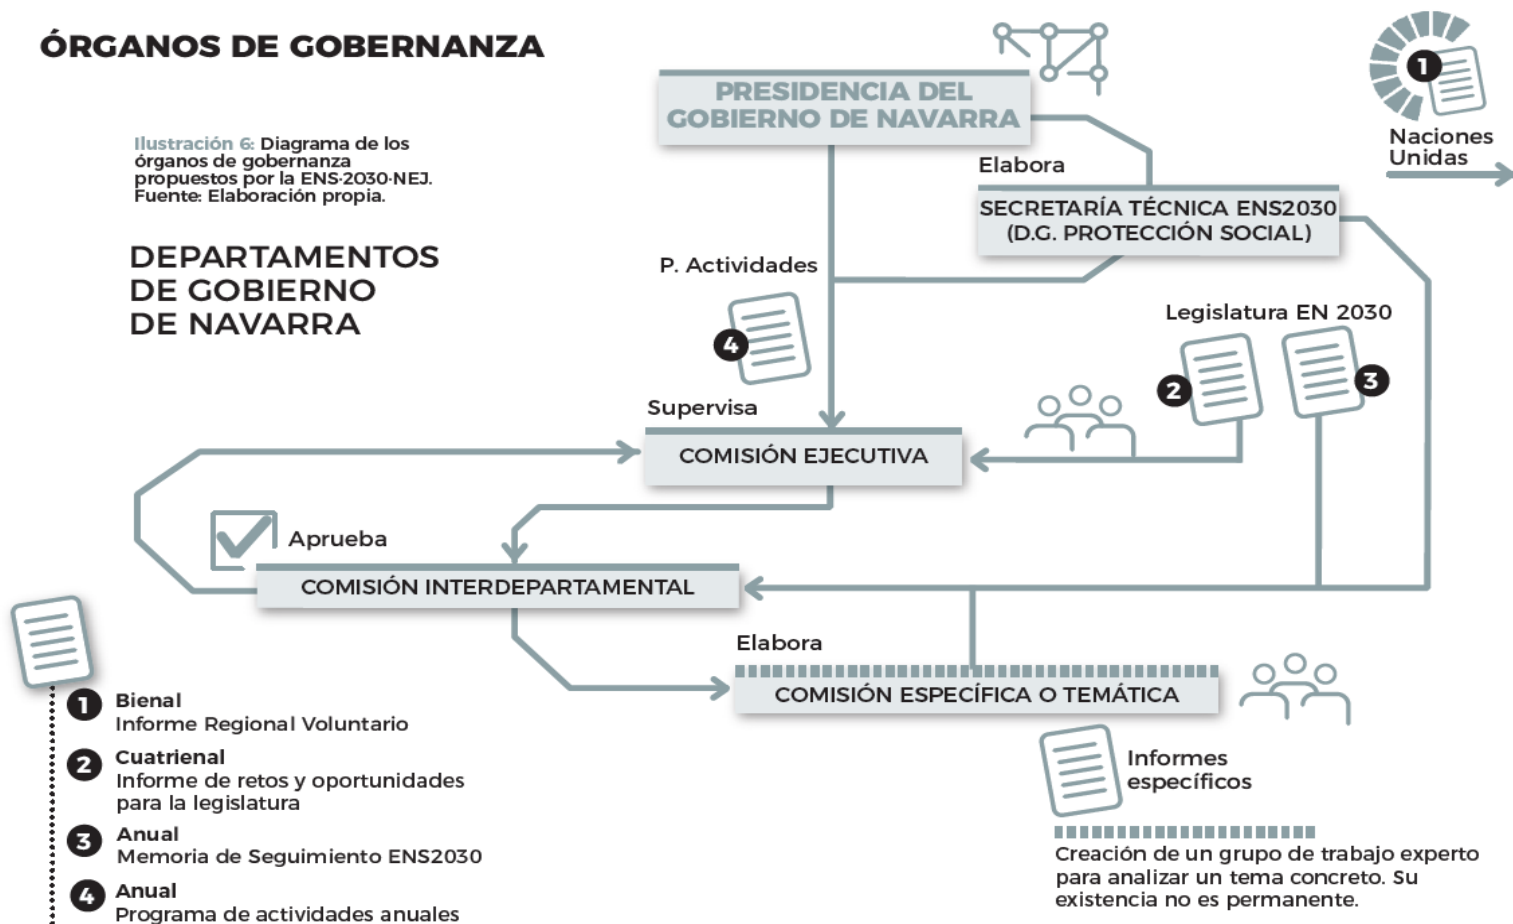 ÓRGANOS DE GOBERNANZA
Ilustración 6: Diagrama de los
órganos de gobernanza
propuestos por la ENS·2030·NEJ.
Fuente: Elaboración propia.
DEPARTAMENTOS
DE GOBIERNO
DE NAVARRA
PRESIDENCIA DEL
GOBIERNO DE NAVARRA
1
Naciones
Unidas
Elabora
SECRETARÍA TÉCNICA ENS2030
(D.G. PROTECCIÓN SOCIAL)
P. Actividades
4
Legislatura EN 2030
2
3
Supervisa
COMISIÓN EJECUTIVA
Aprueba
COMISIÓN INTERDEPARTAMENTAL
Elabora
COMISIÓN ESPECÍFICA O TEMÁTICA
Informes
específicos
Creación de un grupo de trabajo experto
para analizar un tema concreto. Su
existencia no es permanente.
1 Bienal
Informe Regional Voluntario
2 Cuatrienal
Informe de retos y oportunidades
para la legislatura
3 Anual
Memoria de Seguimiento ENS2030
4 Anual
Programa de actividades anuales